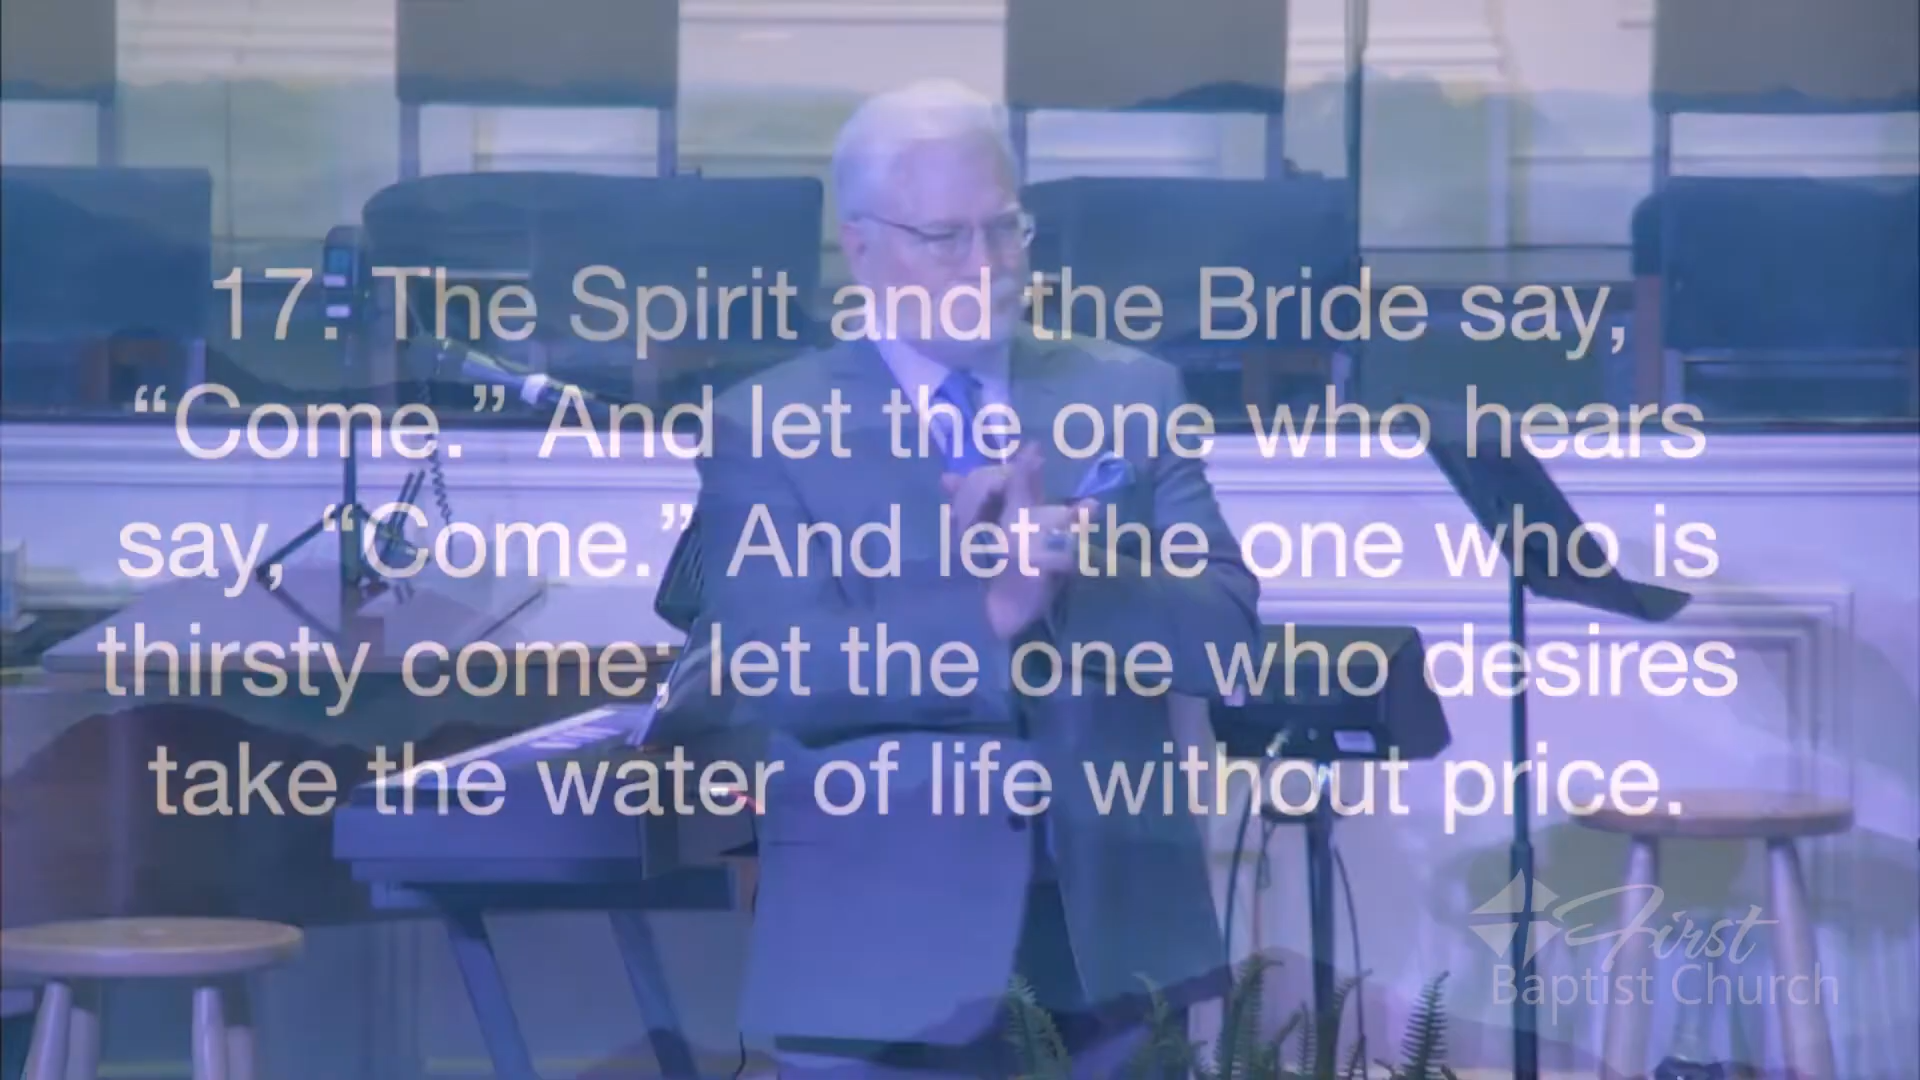 17. The Spirit and the Bride say,
“Come.” And let the one who hears
say, “Come.” And let the one who is
thirsty come; let the one who desires
take the water of life without price.
First
Baptist Church